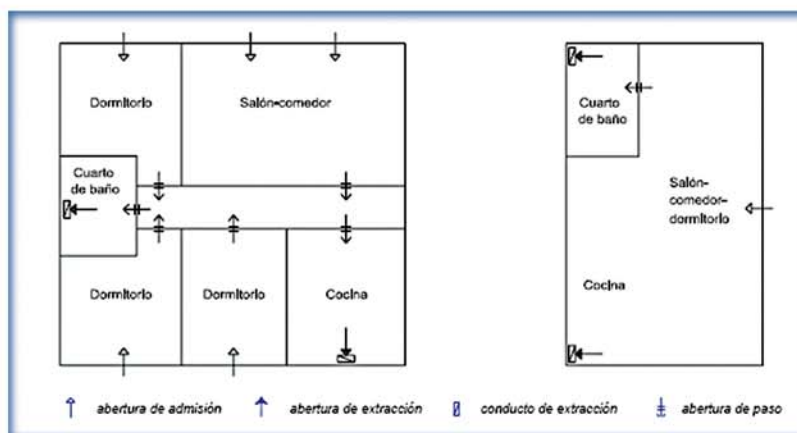 Dormitorio
Salón-comedor
Cuarto
de baño
Dormitorio
Dormitorio
Cocina
Cuarto
de baño
Salón-
comedor-
dormitorio
Cocina
abertura de admisión
abertura de extracción
conducto de extracción
abertura de paso